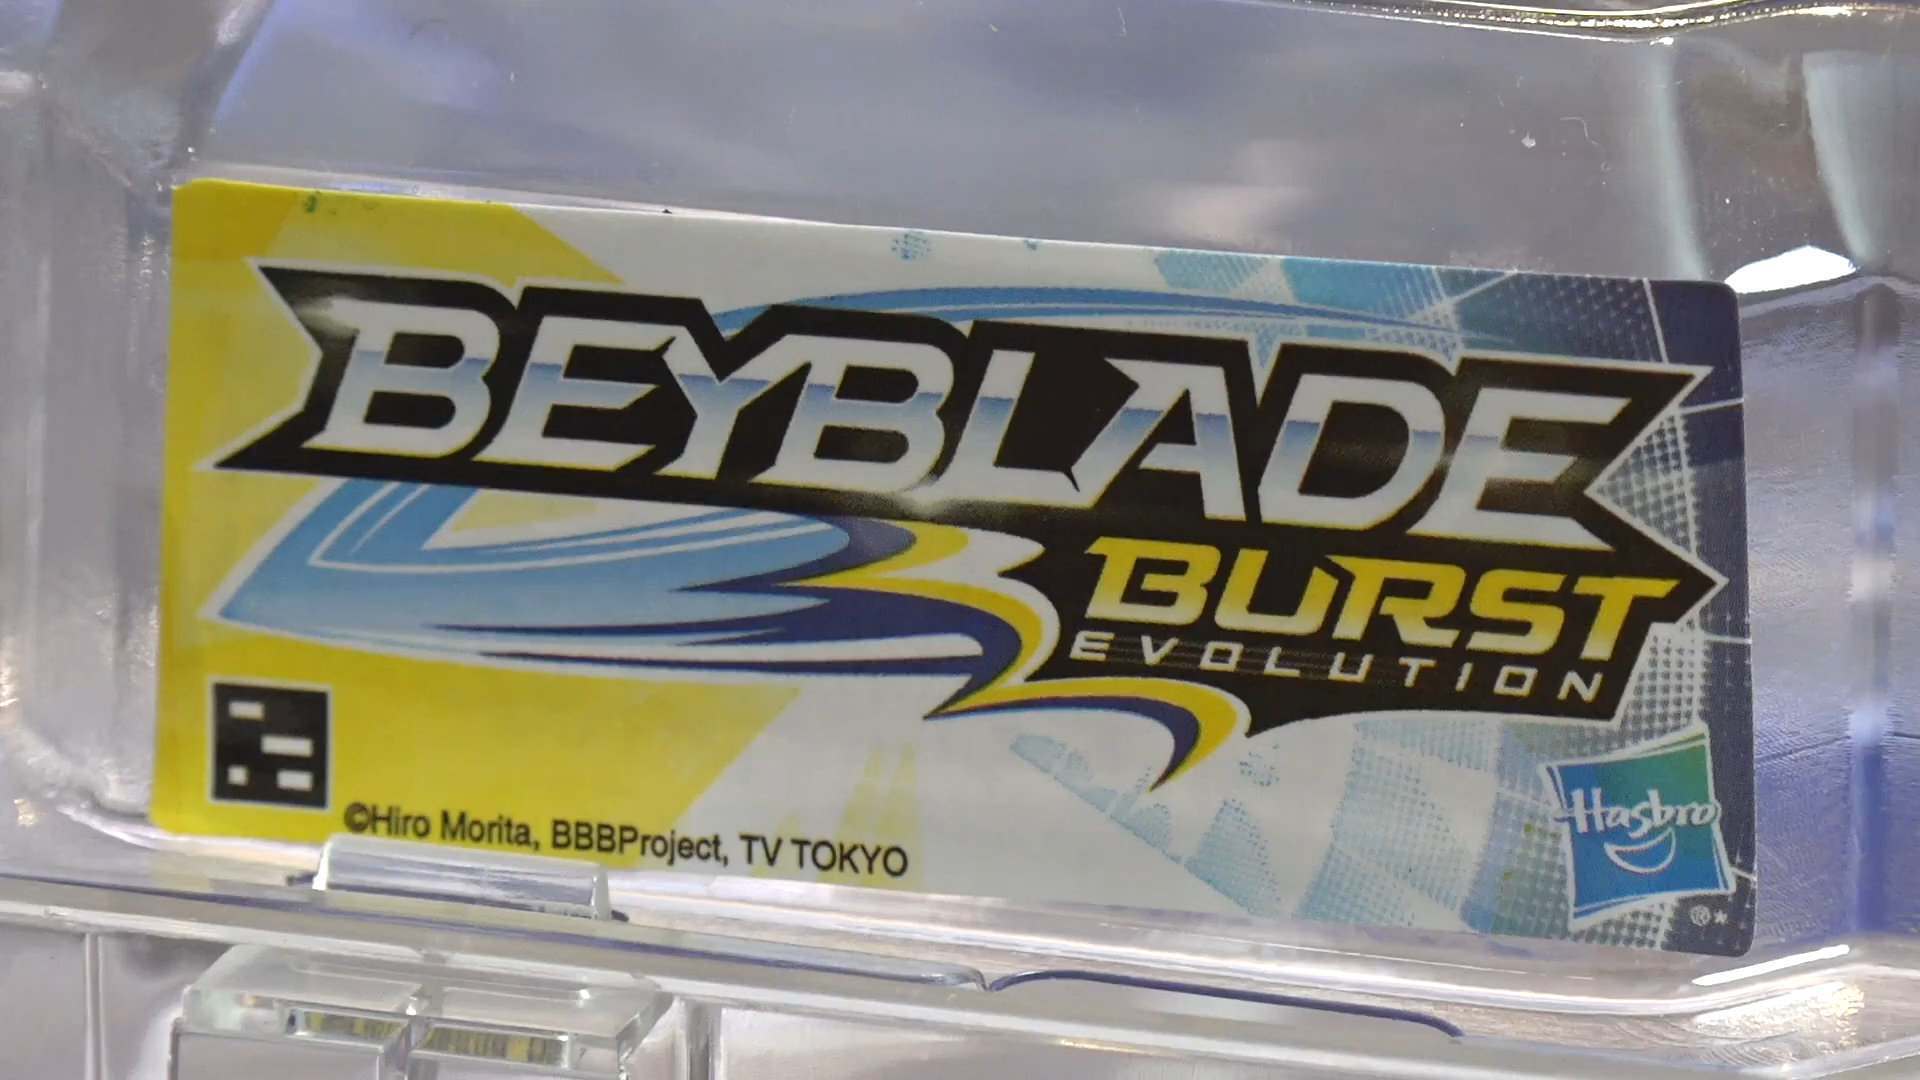 BEYBLADE
BURST
EVOLUTION
©Hiro Morita, BBBProject, TV TOKYO
Hasbro
®*